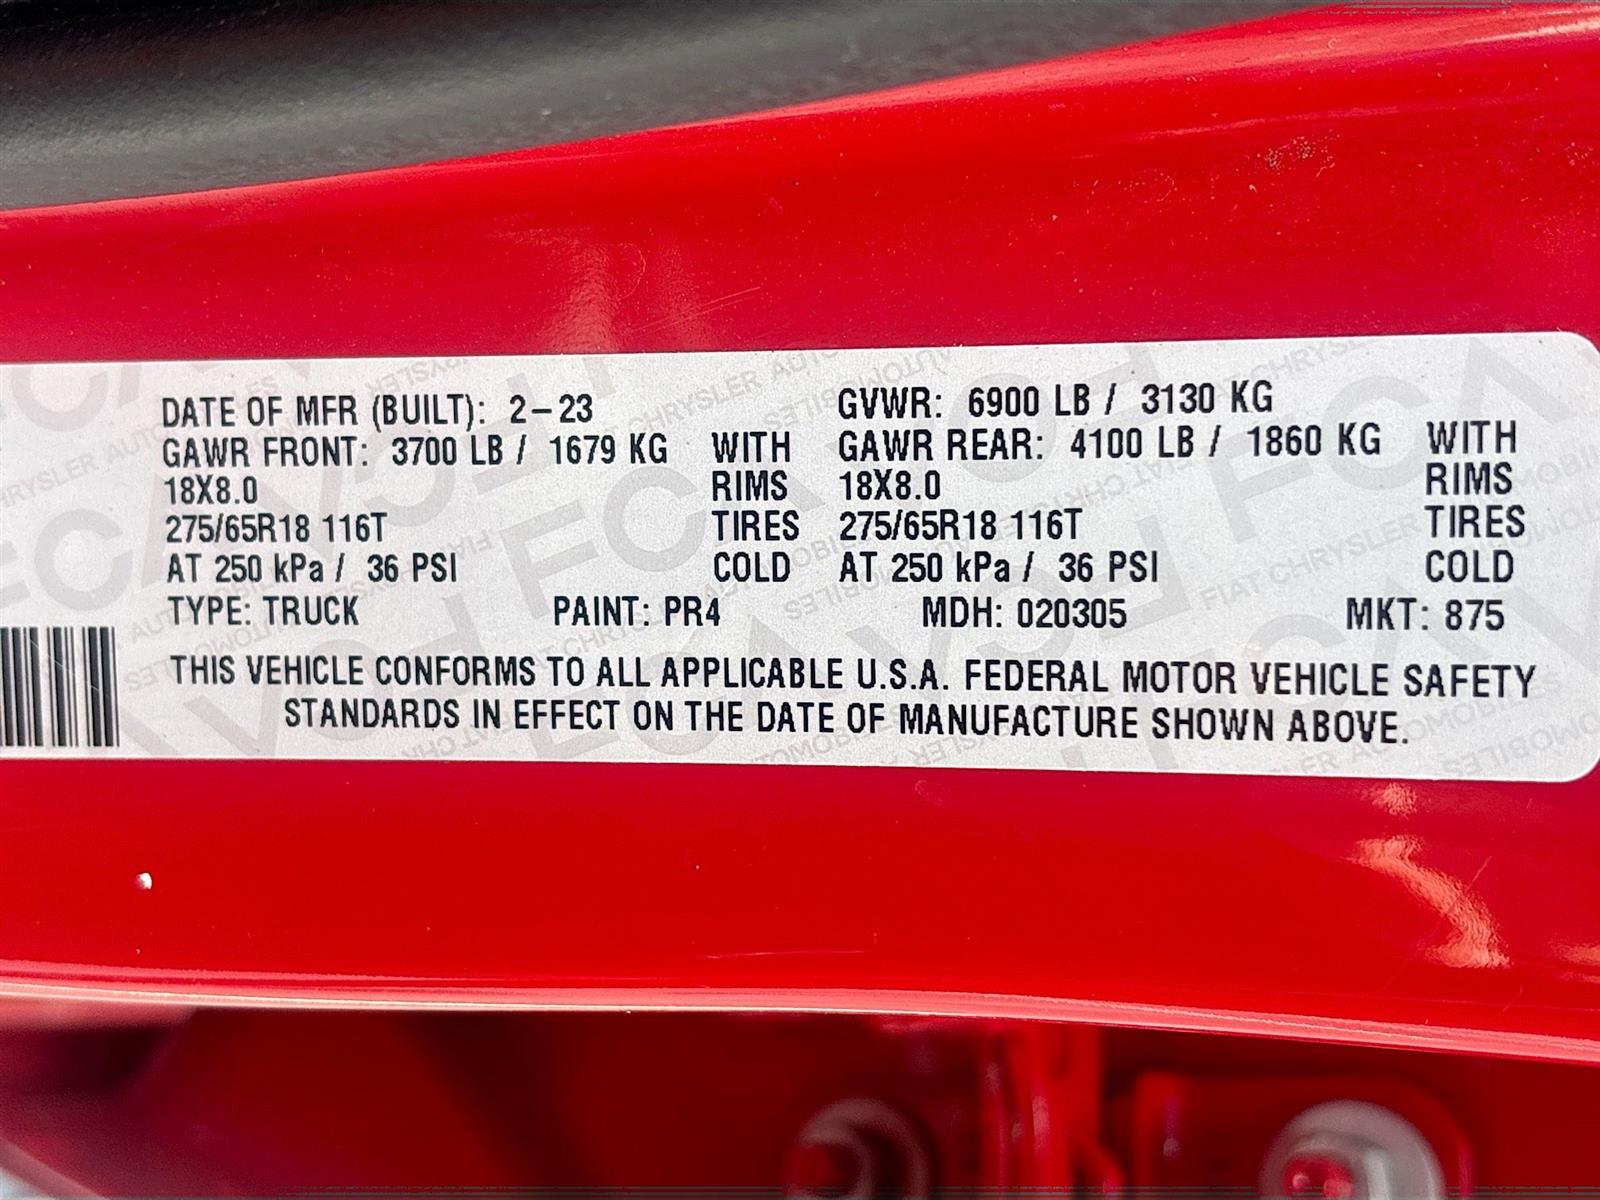 DATE OF MFR (BUILT): 2-23 GVWR: 6900 LB / 3130 KG
GAWR FRONT: 3700 LB / 1679 KG WITH GAWR REAR: 4100 LB / 1860 KG WITH
18X8.0 RIMS 18X8.0 RIMS
275/65R18 116T TIRES 275/65R18 116T TIRES
AT 250 kPa / 36 PSI COLD AT 250 kPa / 36 PSI COLD
TYPE: TRUCK PAINT: PR4 MDH: 020305 MKT: 875
THIS VEHICLE CONFORMS TO ALL APPLICABLE U.S.A. FEDERAL MOTOR VEHICLE SAFETY
STANDARDS IN EFFECT ON THE DATE OF MANUFACTURE SHOWN ABOVE.